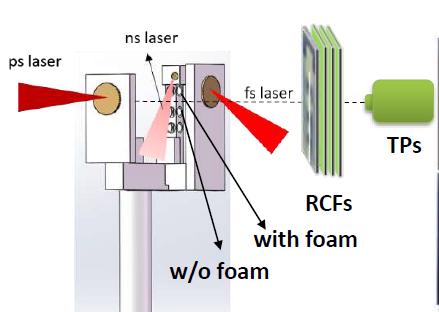 ns laser
ps laser
fs laser
TPs
RCFs
with foam
w/o foam